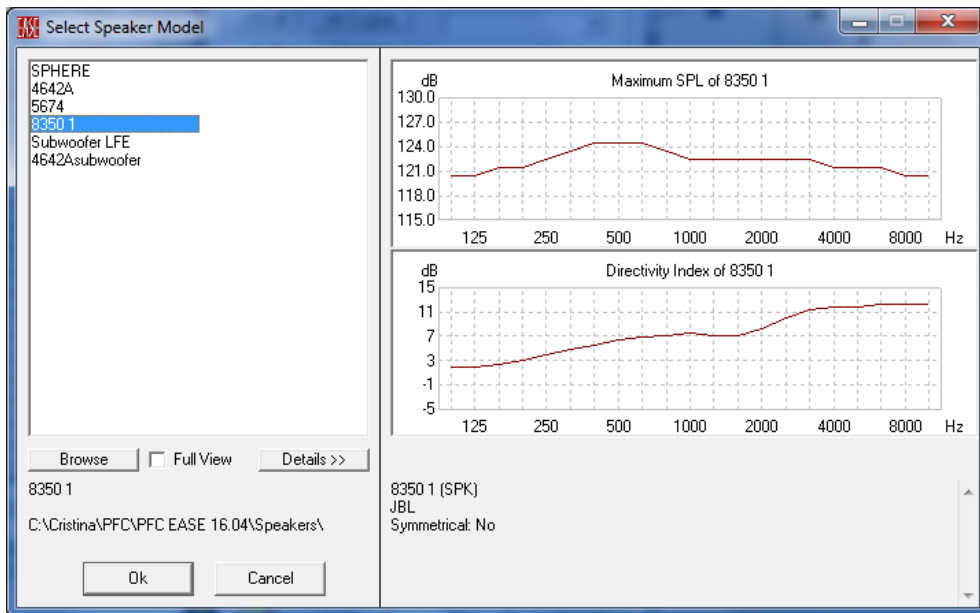 EASE Select Speaker Model
SPHERE
4642A
5674
8350 1
Subwoofer LFE
4642Asubwoofer
Browse Full View Details >>
8350 1
C:\Cristina\PFC\PFC EASE 16.04\Speakers\
Ok Cancel
dB Maximum SPL of 8350 1
130.0
127.0
124.0
121.0
118.0
115.0
125 250 500 1000 2000 4000 8000 Hz
dB Directivity Index of 8350 1
15
11
7
3
-1
-5
125 250 500 1000 2000 4000 8000 Hz
8350 1 (SPK)
JBL
Symmetrical: No